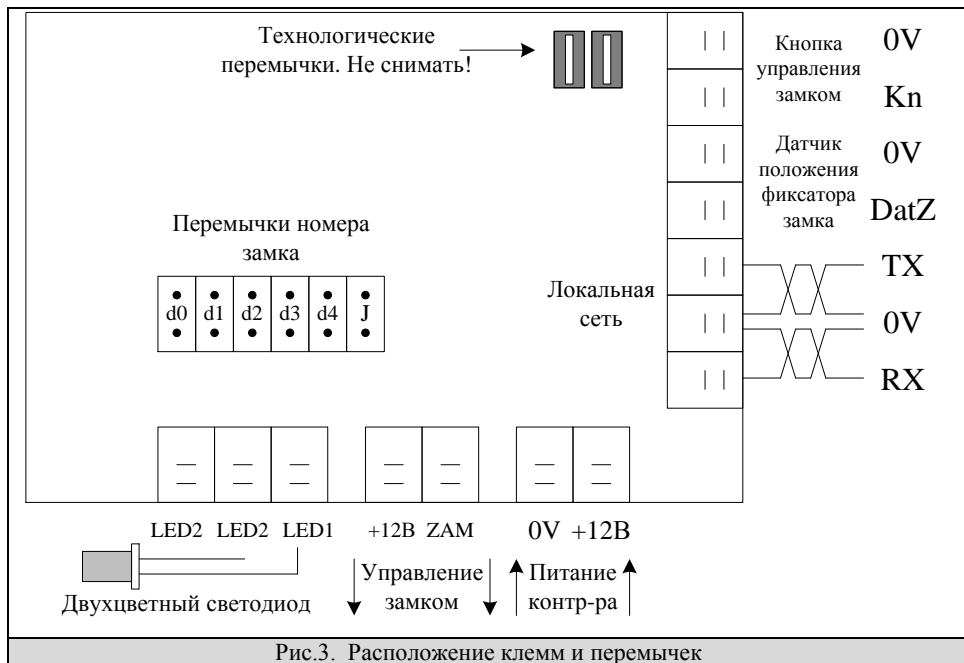 Технологические
перемычки. Не снимать!
Кнопка
управления
замком
0V
Kn
Датчик
положения
фиксатора
замка
0V
DatZ
Перемычки номера
замка
d0 d1 d2 d3 d4 J
Локальная
сеть
TX
0V
RX
LED2 LED2 LED1
+12В ZAM
0V +12В
Двухцветный светодиод
Управление
замком
Питание
контр-ра
Рис.3. Расположение клемм и перемычек